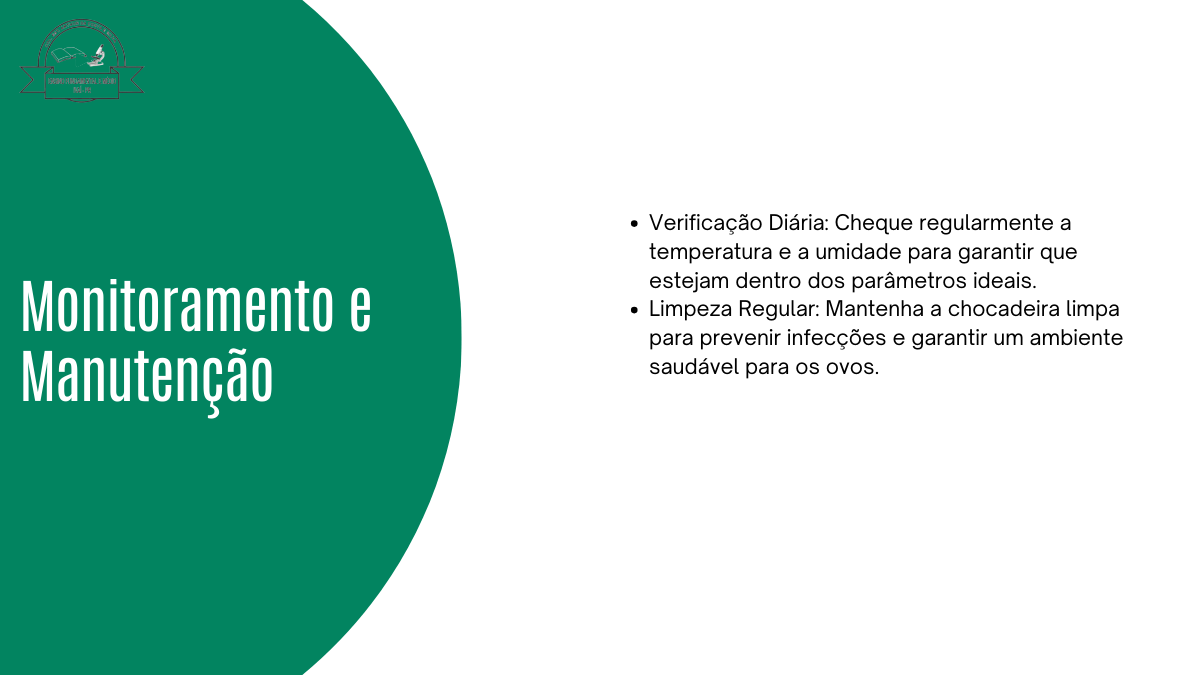 Monitoramento e
Manutenção
• Verificação Diária: Cheque regularmente a
temperatura e a umidade para garantir que
estejam dentro dos parâmetros ideais.
• Limpeza Regular: Mantenha a chocadeira limpa
para prevenir infecções e garantir um ambiente
saudável para os ovos.